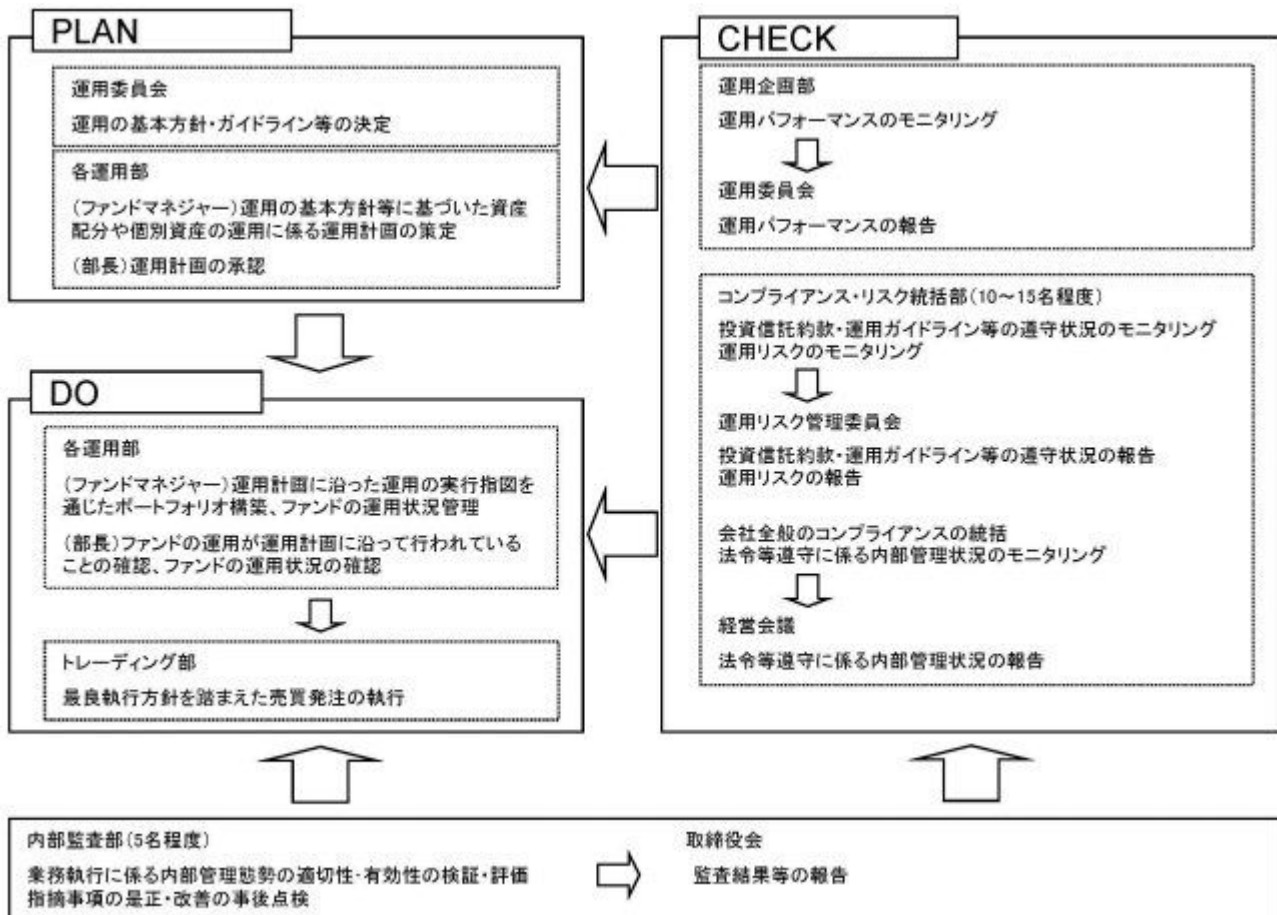 PLAN
運用委員会
運用の基本方針・ガイドライン等の決定
各運用部
(ファンドマネジャー)運用の基本方針等に基づいた資産
配分や個別資産の運用に係る運用計画の策定
(部長)運用計画の承認
DO
各運用部
(ファンドマネジャー)運用計画に沿った運用の実行指図を
通じたポートフォリオ構築、ファンドの運用状況管理
(部長)ファンドの運用が運用計画に沿って行われている
ことの確認、ファンドの運用状況の確認
トレーディング部
最良執行方針を踏まえた売買発注の執行
CHECK
運用企画部
運用パフォーマンスのモニタリング
運用委員会
運用パフォーマンスの報告
コンプライアンス・リスク統括部(10～15名程度)
投資信託約款・運用ガイドライン等の遵守状況のモニタリング
運用リスクのモニタリング
運用リスク管理委員会
投資信託約款・運用ガイドライン等の遵守状況の報告
運用リスクの報告
会社全般のコンプライアンスの統括
法令等遵守に係る内部管理状況のモニタリング
経営会議
法令等遵守に係る内部管理状況の報告
内部監査部(5名程度)
業務執行に係る内部管理態勢の適切性・有効性の検証・評価
指摘事項の是正・改善の事後点検
取締役会
監査結果等の報告